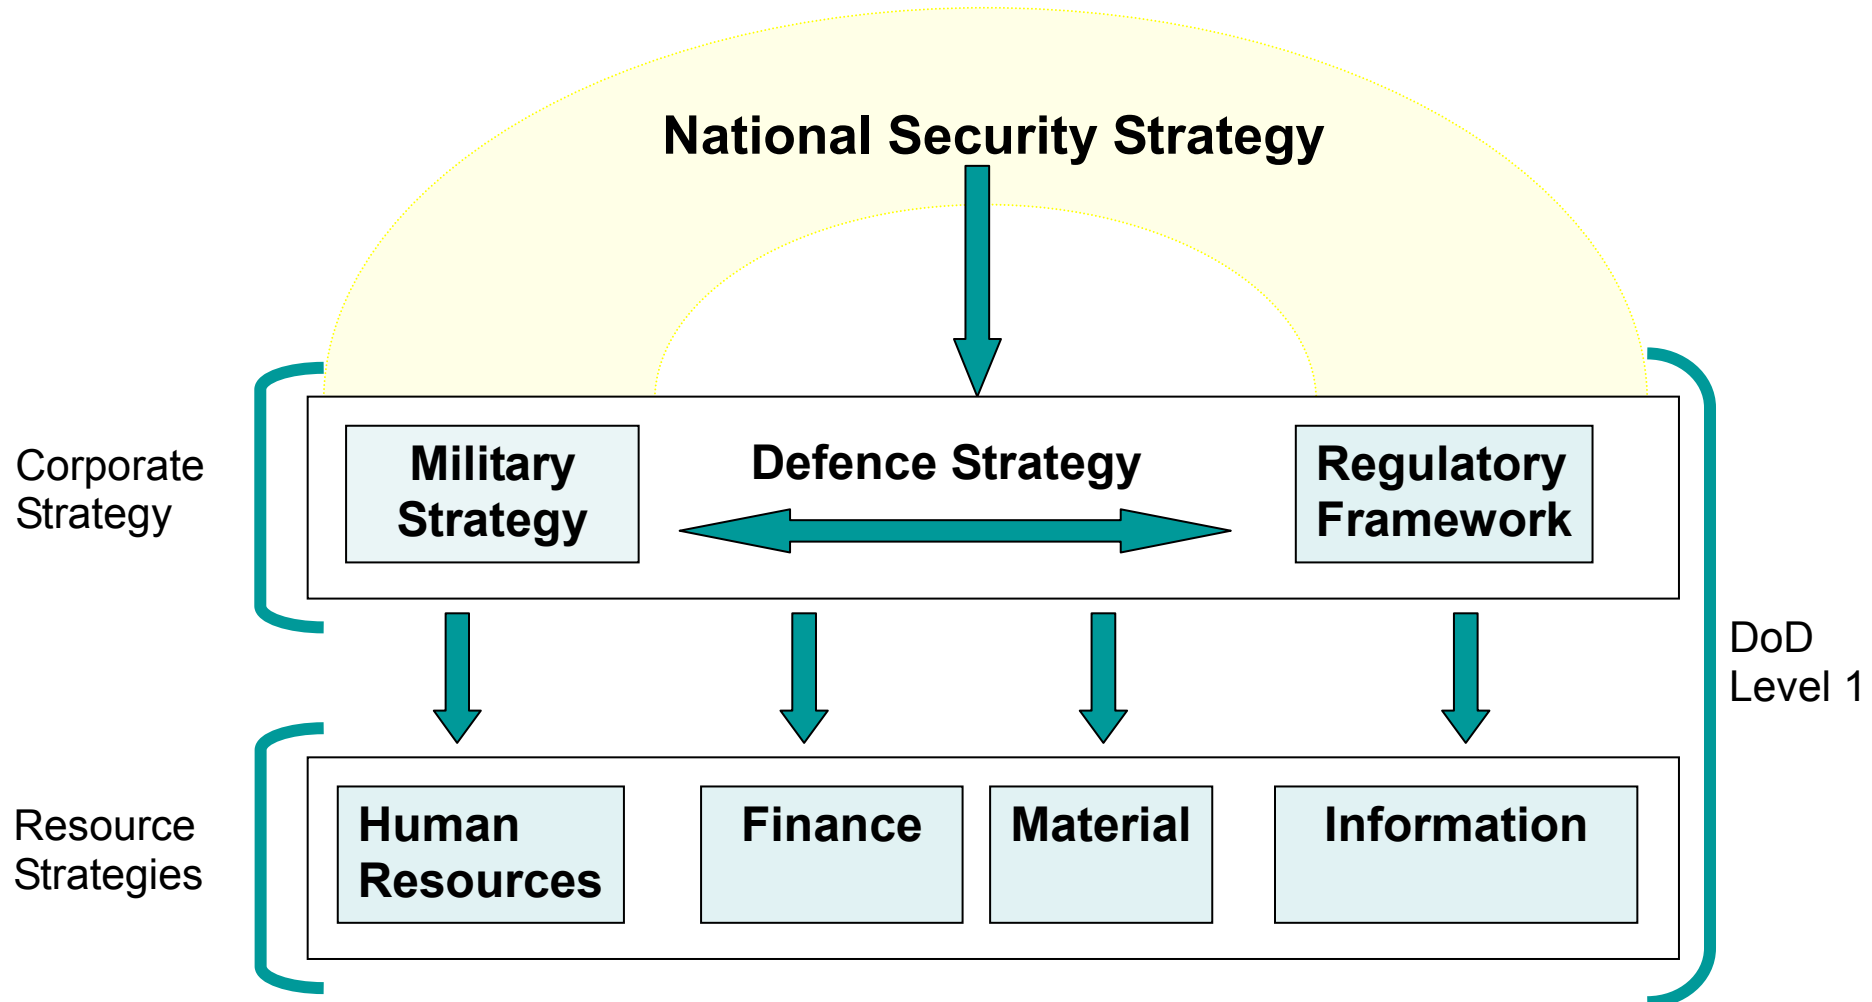 National Security Strategy
Corporate
Strategy
Military
Strategy
Defence Strategy
Regulatory
Framework
DoD
Level 1
Resource
Strategies
Human
Resources
Finance
Material
Information